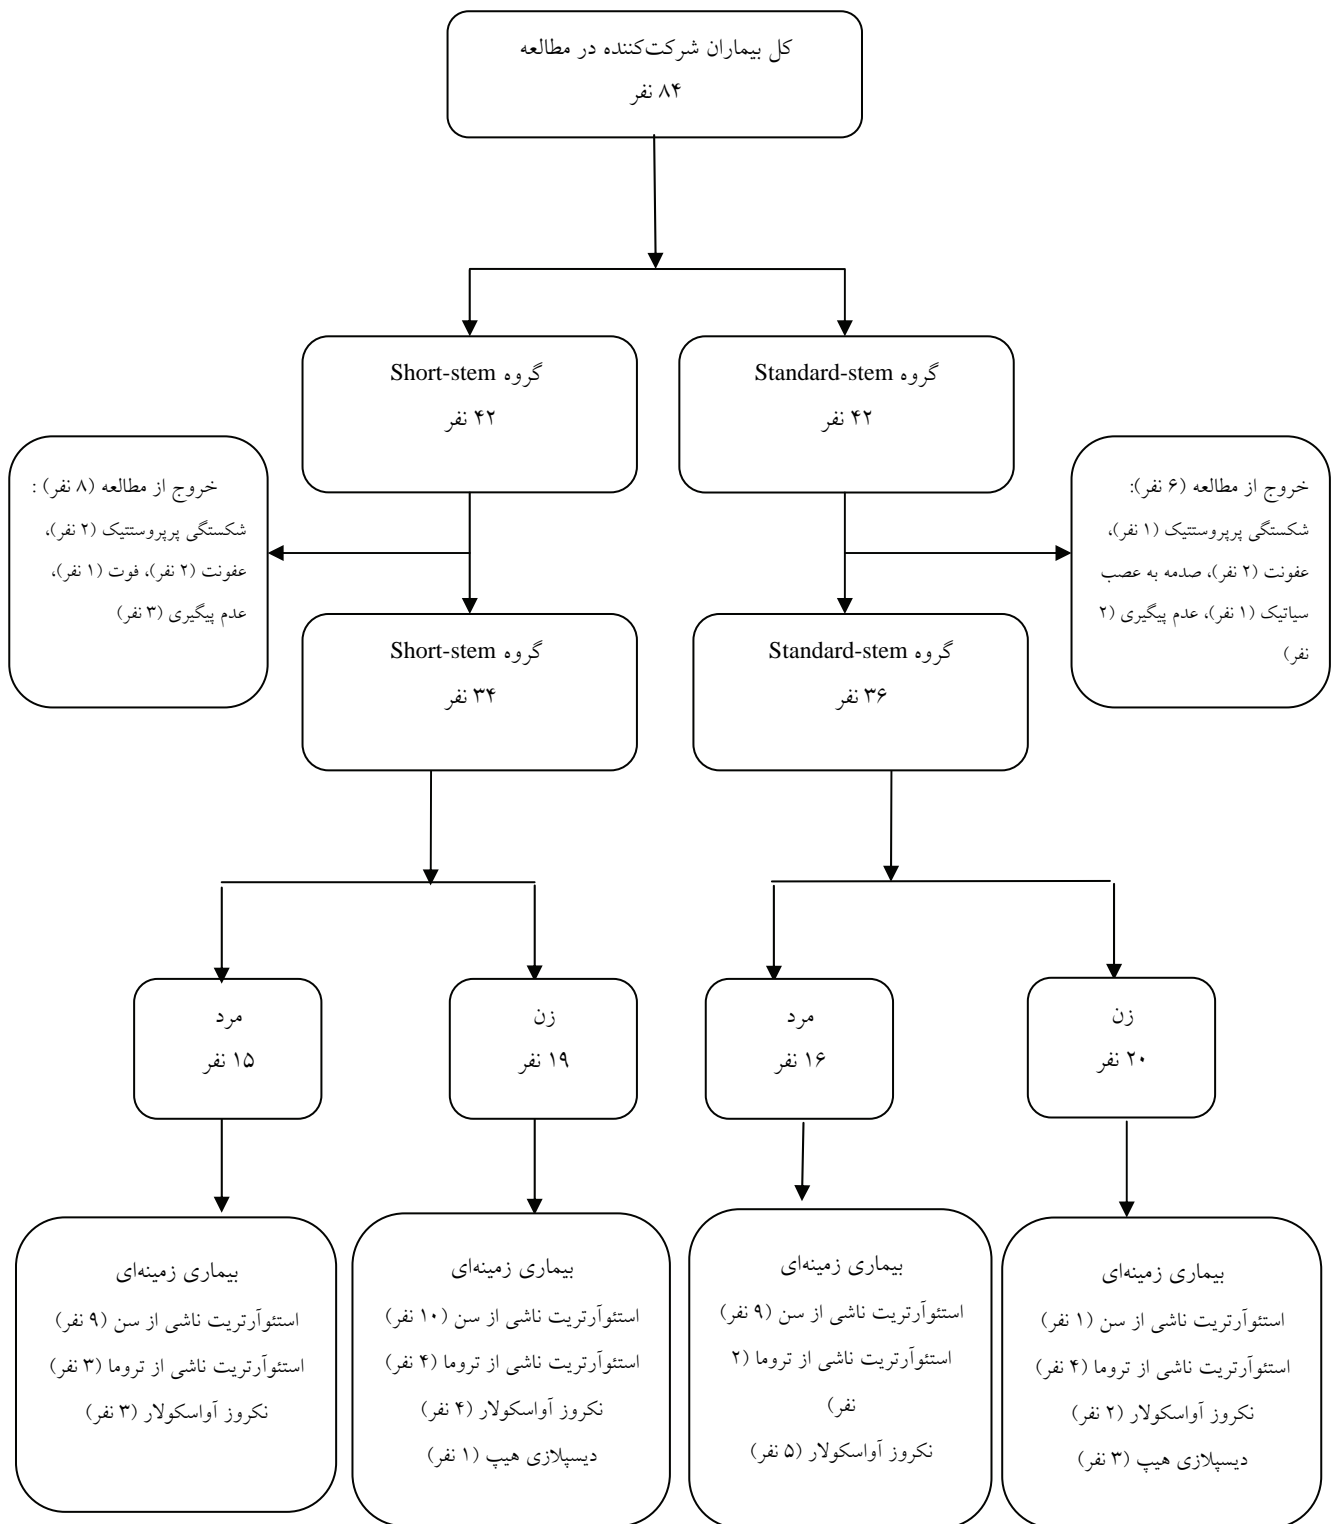 کل بیماران شرکت‌کننده در مطالعه
۸۴ نفر
گروه Standard-stem
۴۲ نفر
گروه Short-stem
۴۲ نفر
خروج از مطالعه (۶ نفر):
شکستگی پرپروستتیک (۱ نفر)،
عفونت (۲ نفر)، صدمه به عصب
سیاتیک (۱ نفر)، عدم پیگیری (۲
نفر)
خروج از مطالعه (۸ نفر) :
شکستگی پرپروستتیک (۲ نفر)،
عفونت (۲ نفر)، فوت (۱ نفر)،
عدم پیگیری (۳ نفر)
گروه Standard-stem
۳۶ نفر
گروه Short-stem
۳۴ نفر
زن
۲۰ نفر
مرد
۱۶ نفر
زن
۱۹ نفر
مرد
۱۵ نفر
بیماری زمینه‌ای
استئوآرتریت ناشی از سن (۱ نفر)
استئوآرتریت ناشی از تروما (۴ نفر)
نکروز آواسکولار (۲ نفر)
دیسپلازی هیپ (۳ نفر)
بیماری زمینه‌ای
استئوآرتریت ناشی از سن (۹ نفر)
استئوآرتریت ناشی از تروما (۲
نفر)
نکروز آواسکولار (۵ نفر)
بیماری زمینه‌ای
استئوآرتریت ناشی از سن (۱۰ نفر)
استئوآرتریت ناشی از تروما (۴ نفر)
نکروز آواسکولار (۴ نفر)
دیسپلازی هیپ (۱ نفر)
بیماری زمینه‌ای
استئوآرتریت ناشی از سن (۹ نفر)
استئوآرتریت ناشی از تروما (۳ نفر)
نکروز آواسکولار (۳ نفر)